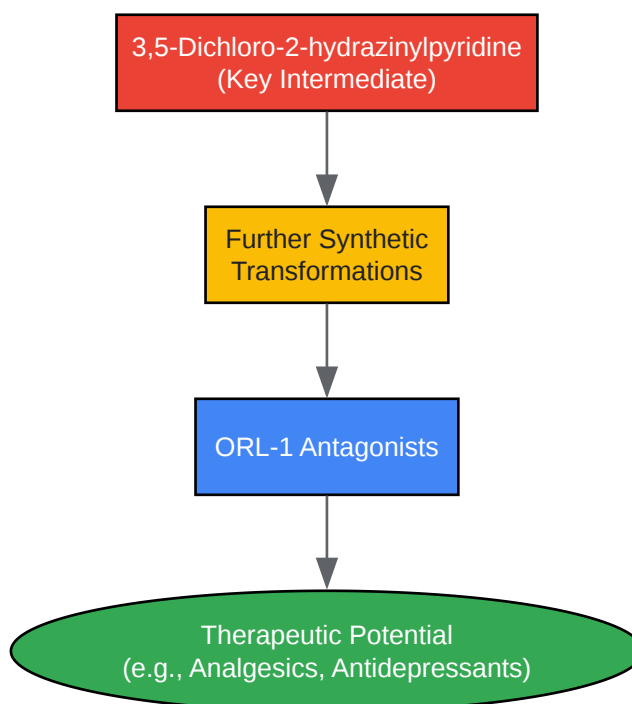 3,5-Dichloro-2-hydrazinylpyridine
(Key Intermediate)
Further Synthetic
Transformations
ORL-1 Antagonists
Therapeutic Potential
(e.g., Analgesics, Antidepressants)